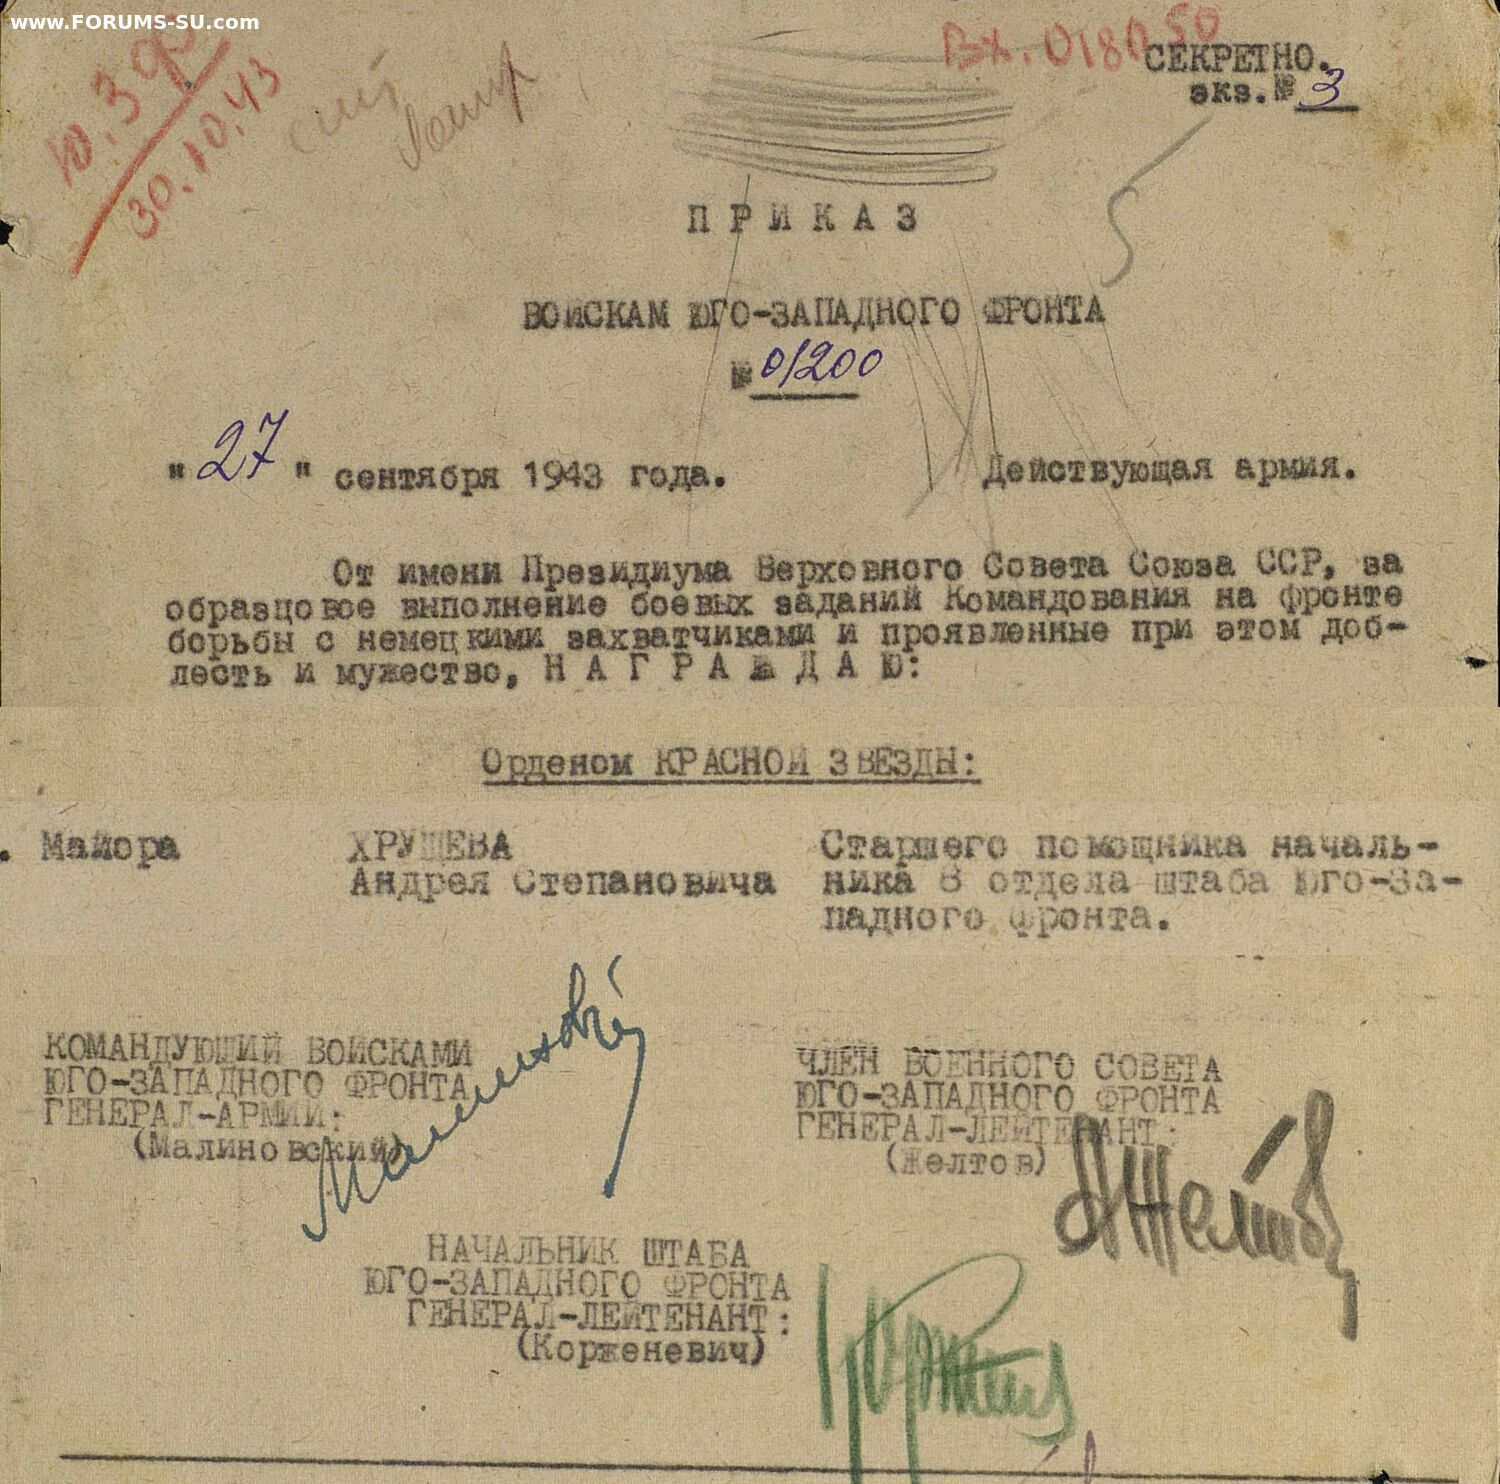 www.FORUMS-SU.com
30.10.43
Вх. 
СЕКРЕТНО.
экз.№ 3
5
ПРИКАЗ
ВОЙСКАМ ЮГО-ЗАПАДНОГО ФРОНТА
№ 01200
"27" сентября 1943 года. Действующая армия.
От имени Президиума Верховного Совета Союза ССР, за
образцовое выполнение боевых заданий Командования на фронте
борьбы с немецкими захватчиками и проявленные при этом доб-
лесть и мужество, НАГРАЖДАЮ:
Орденом КРАСНОЙ ЗВЕЗДЫ:
. Майора ХРУЩЕВА Старшего помощника началь-
Андрея Степановича ника 8 отдела штаба Юго-За-
падного фронта.
КОМАНДУЮЩИЙ ВОЙСКАМИ
ЮГО-ЗАПАДНОГО ФРОНТА
ГЕНЕРАЛ-АРМИИ:
(Малиновский)
Малиновский
ЧЛЕН ВОЕННОГО СОВЕТА
ЮГО-ЗАПАДНОГО ФРОНТА
ГЕНЕРАЛ-ЛЕЙТЕНАНТ:
(Желтов)
АЖелтов
НАЧАЛЬНИК ШТАБА
ЮГО-ЗАПАДНОГО ФРОНТА
ГЕНЕРАЛ-ЛЕЙТЕНАНТ:
(Корженевич)